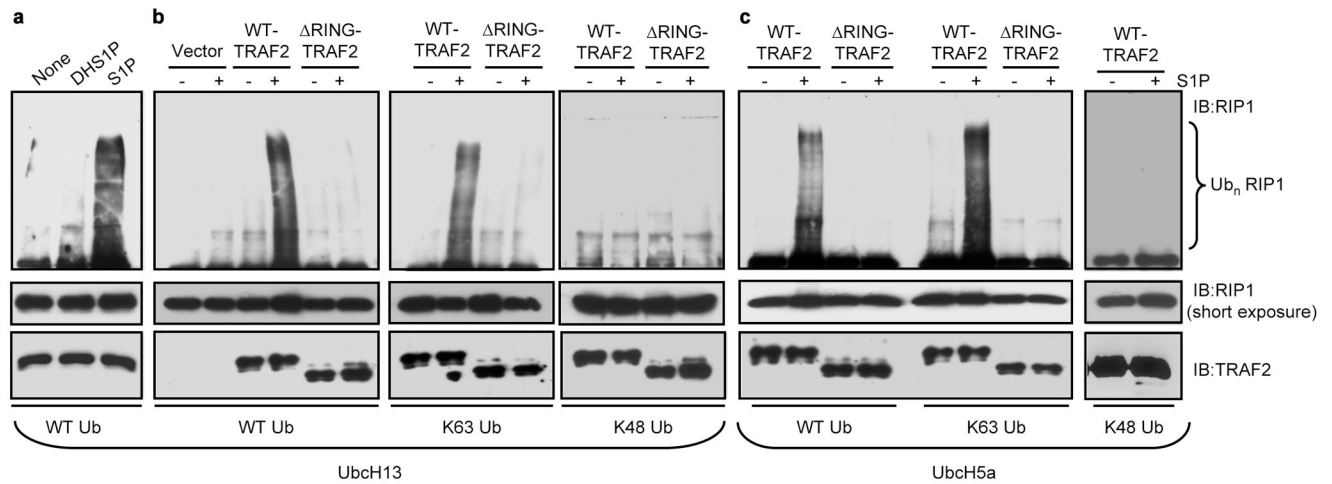 a
None
DHS1P
S1P
WT Ub
b
Vector
WT-
TRAF2
ΔRING-
TRAF2
- + - + - +
WT Ub
WT-
TRAF2
ΔRING-
TRAF2
- + - +
K63 Ub
WT-
TRAF2
ΔRING-
TRAF2
- + - +
K48 Ub
UbcH13
c
WT-
TRAF2
ΔRING-
TRAF2
- + - +
WT Ub
WT-
TRAF2
ΔRING-
TRAF2
- + - +
K63 Ub
WT-
TRAF2
- + S1P
K48 Ub
UbcH5a
IB:RIP1
Ubn RIP1
IB:RIP1
(short exposure)
IB:TRAF2